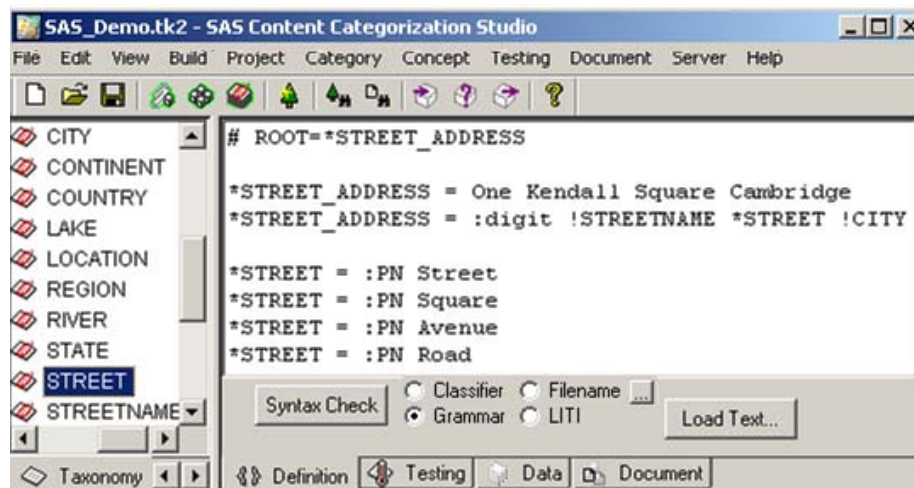 SAS_Demo.tk2 - SAS Content Categorization Studio
File Edit View Build Project Category Concept Testing Document Server Help
CITY
CONTINENT
COUNTRY
LAKE
LOCATION
REGION
RIVER
STATE
STREET
STREETNAME
Taxonomy
# ROOT=*STREET_ADDRESS
*STREET_ADDRESS = One Kendall Square Cambridge
*STREET_ADDRESS = :digit !STREETNAME *STREET !CITY
*STREET = :PN Street
*STREET = :PN Square
*STREET = :PN Avenue
*STREET = :PN Road
Syntax Check
Classifier Filename ...
Grammar LITI
Load Text...
Definition Testing Data Document